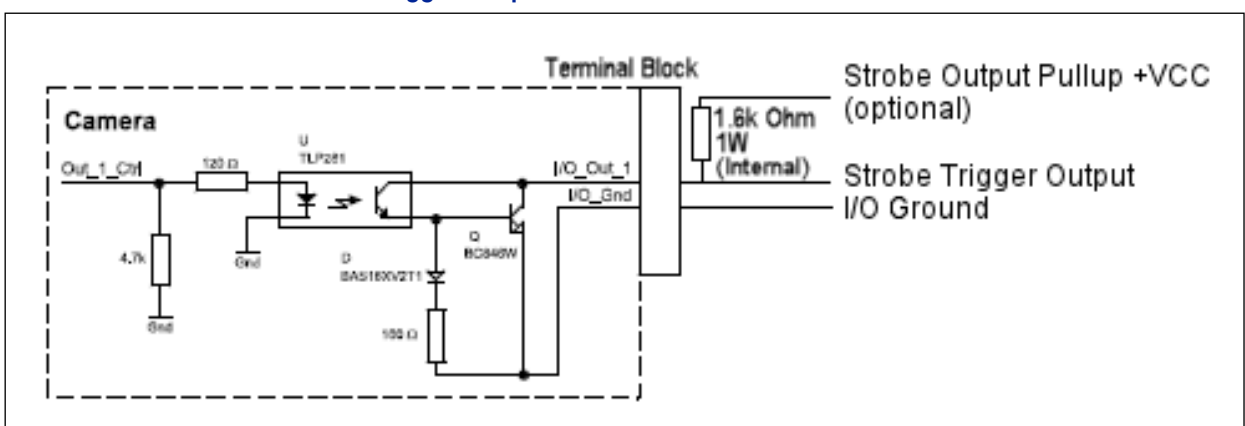 Terminal Block
Strobe Output Pullup +VCC
(optional)
Camera
1.6k Ohm
1W
(Internal)
U
TLP281
Out_1_Ctrl
120 Ω
I/O_Out_1
Strobe Trigger Output
I/O_Gnd
I/O Ground
Q
BC846W
4.7k
Gnd
D
BAS16XV2T1
Gnd
100 Ω